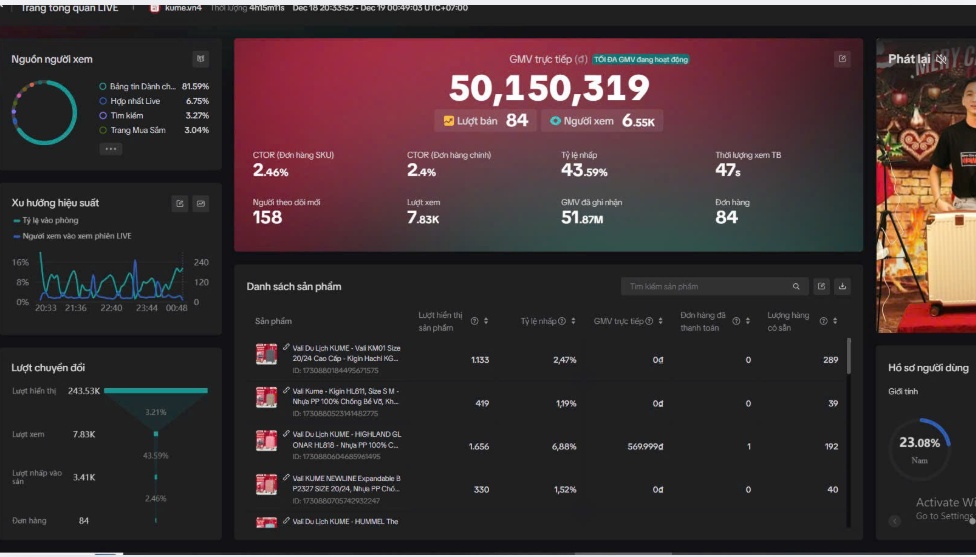 Trang tổng quan LIVE
kume.vn4 Thời lượng 4h15m11s Dec 18 20:33:52 - Dec 19 00:49:03 UTC+07:00
Nguồn người xem
Bảng tin Dành ch... 81.59%
Hợp nhất Live 6.75%
Tìm kiếm 3.27%
Trang Mua Sắm 3.04%
GMV trực tiếp (đ) TỐI ĐA GMV đang hoạt động
50,150,319
Lượt bán 84 Người xem 6.55K
CTOR (Đơn hàng SKU) CTOR (Đơn hàng chính) Tỷ lệ nhấp Thời lượng xem TB
2.46% 2.4% 43.59% 47s
Người theo dõi mới Lượt xem GMV đã ghi nhận Đơn hàng
158 7.83K 51.87M 84
Phát lại
Xu hướng hiệu suất
Tỷ lệ vào phòng
Người xem vào xem phiên LIVE
16% 240
8% 120
0% 0
20:33 21:36 22:40 23:44 00:48
Danh sách sản phẩm Tìm kiếm sản phẩm
Sản phẩm Lượt hiển thị sản phẩm Tỷ lệ nhấp GMV trực tiếp Đơn hàng đã thanh toán Lượng hàng có sẵn
Vali Du Lịch KUME - Vali KM01 Size
20/24 Cao Cấp - Kigin Hachi KG... 1.133 2,47% 0đ 0 289
ID: 1730880184495671575
Vali Kume - Kigin HL611, Size S M -
Nhựa PP 100% Chống Bể Vỡ, Kh... 419 1,19% 0đ 0 39
ID: 1730880523141482775
Vali Du Lịch KUME - HIGHLAND GL
ONAR HL818 - Nhựa PP 100% C... 1.656 6,88% 569.999đ 1 192
ID: 1730880604685961495
Vali KUME NEWLINE Expandable B
P2327 SIZE 20/24, Nhựa PP Chố... 330 1,52% 0đ 0 40
ID: 1730880705742932247
Vali Du Lịch KUME - HUMMEL The
Lượt chuyển đổi
Lượt hiển thị 243.53K
3.21%
Lượt xem 7.83K
43.59%
Lượt nhấp vào
sản 3.41K
2.46%
Đơn hàng 84
Hồ sơ người dùng
Giới tính
23.08%
Nam
Activate Wi
Go to Settings